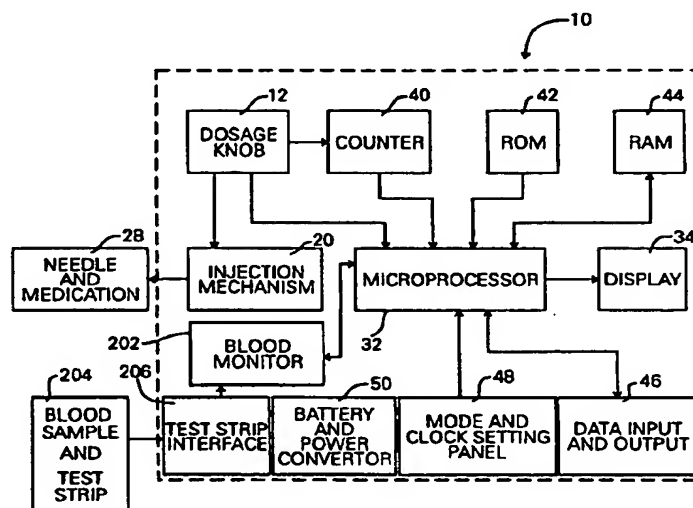 10
12
40
42
44
DOSAGE
KNOB
COUNTER
ROM
RAM
28
20
34
NEEDLE
AND
MEDICATION
INJECTION
MECHANISM
MICROPROCESSOR
DISPLAY
32
202
BLOOD
MONITOR
204
206
50
48
46
BLOOD
SAMPLE
AND
TEST
STRIP
TEST STRIP
INTERFACE
BATTERY
AND
POWER
CONVERTOR
MODE AND
CLOCK SETTING
PANEL
DATA INPUT
AND OUTPUT